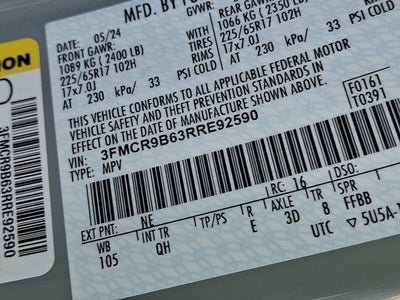 MFD. BY FO
DATE: 05/24 GVWR:
FRONT GAWR: REAR GAWR:
1089 KG ( 2400 LB) 1066 KG ( 2350 LB)
225/65R17 102H WITH TIRES 225/65R17 102H
17x7.0J RIMS 17x7.0J
AT 230 kPa/ 33 PSI COLD AT 230 kPa/ 33 PSI COLD
THIS VEHICLE CONFORMS TO ALL APPLICABLE FEDERAL MOTOR
VEHICLE SAFETY AND THEFT PREVENTION STANDARDS IN
EFFECT ON THE DATE OF MANUFACTURE SHOWN ABOVE.
F0161
T0391
VIN: 3FMCR9B63RRE92590
TYPE: MPV
EXT PNT: NE RC: 16 DSO:
WB INT TR TP/PS R AXLE TR SPR
105 QH E 3D 8 FFBB
UTC ▽ 5U5A-
ION
3FMCR9B63RRE92590